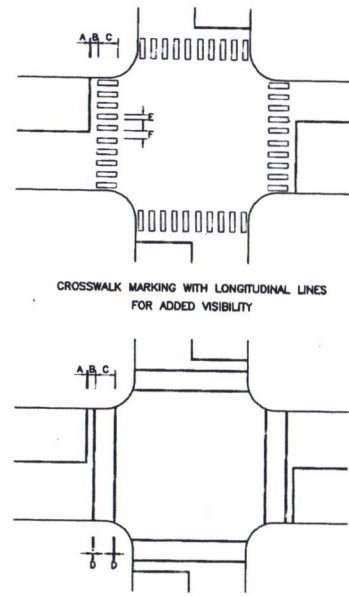 A B C
E
F
CROSSWALK MARKING WITH LONGITUDINAL LINES
FOR ADDED VISIBILITY
A B C
D D